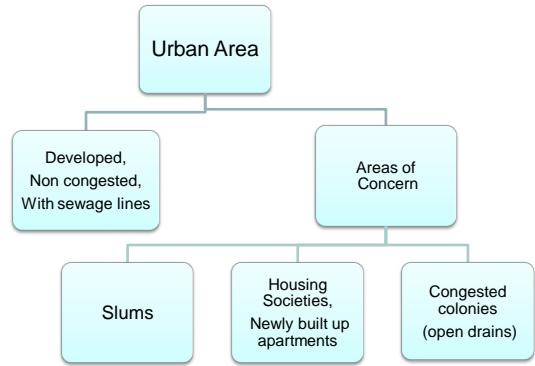 Urban Area
Developed,
Non congested,
With sewage lines
Areas of
Concern
Slums
Housing
Societies,
Newly built up
apartments
Congested
colonies
(open drains)